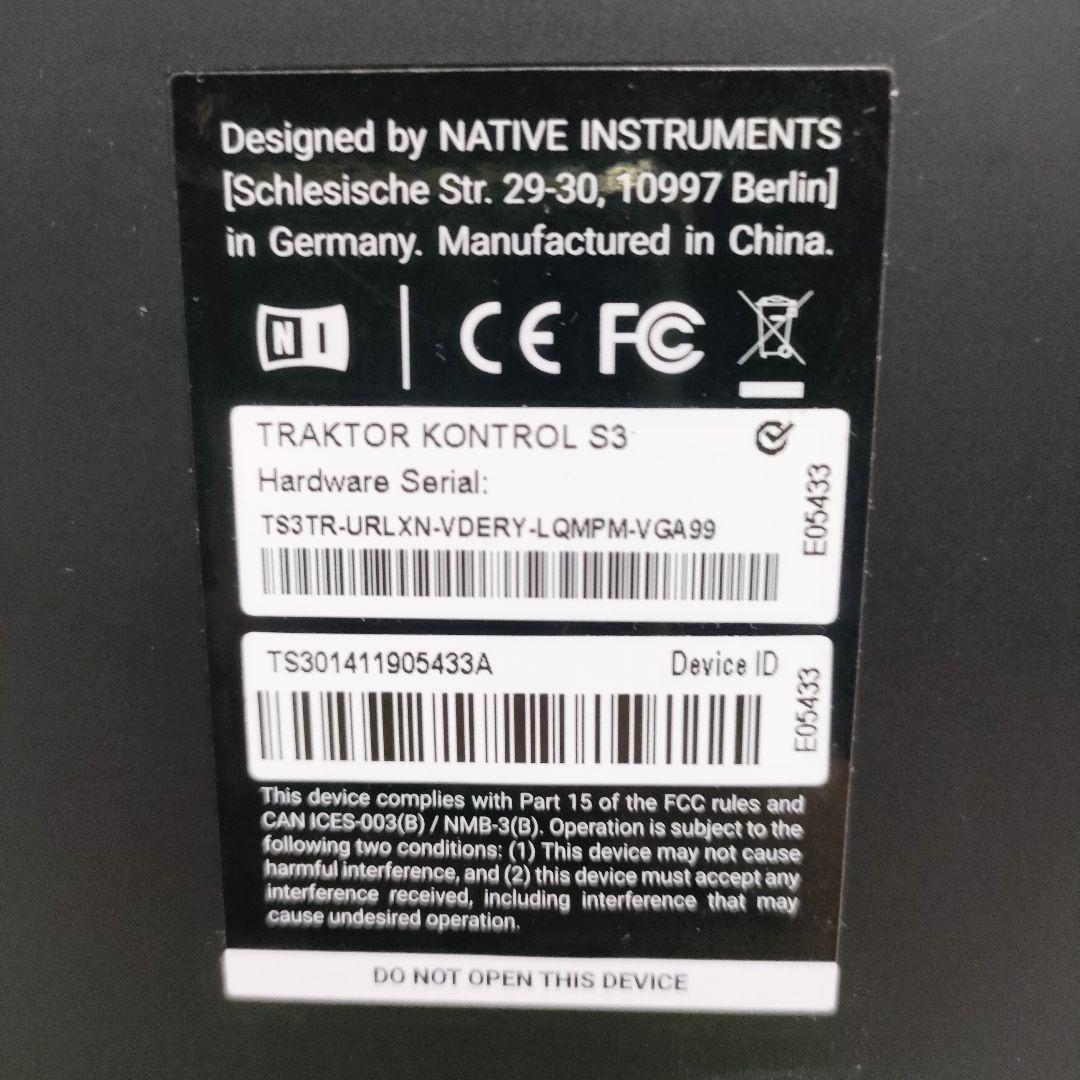 Designed by NATIVE INSTRUMENTS
[Schlesische Str. 29-30, 10997 Berlin]
in Germany. Manufactured in China.
NI
CE FC
TRAKTOR KONTROL S3
Hardware Serial:
TS3TR-URLXN-VDERY-LQMPM-VGA99
E05433
TS301411905433A Device ID
E05433
This device complies with Part 15 of the FCC rules and
CAN ICES-003(B) / NMB-3(B). Operation is subject to the
following two conditions: (1) This device may not cause
harmful interference, and (2) this device must accept any
interference received, including interference that may
cause undesired operation.
DO NOT OPEN THIS DEVICE